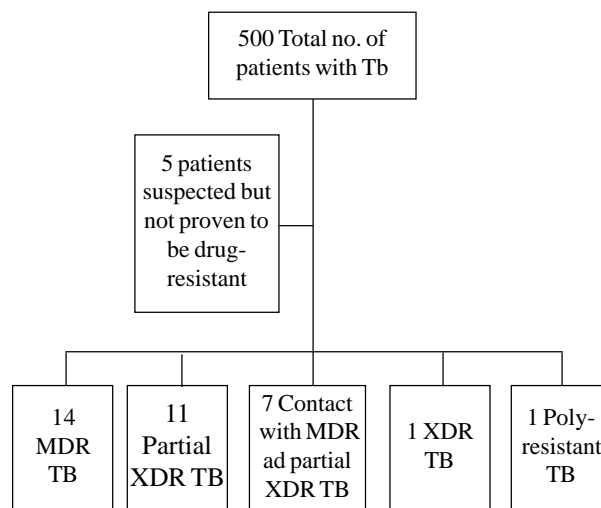 500 Total no. of
patients with Tb
5 patients
suspected but
not proven to
be drug-
resistant
14
MDR
TB
11
Partial
XDR TB
7 Contact
with MDR
ad partial
XDR TB
1 XDR
TB
1 Poly-
resistant
TB